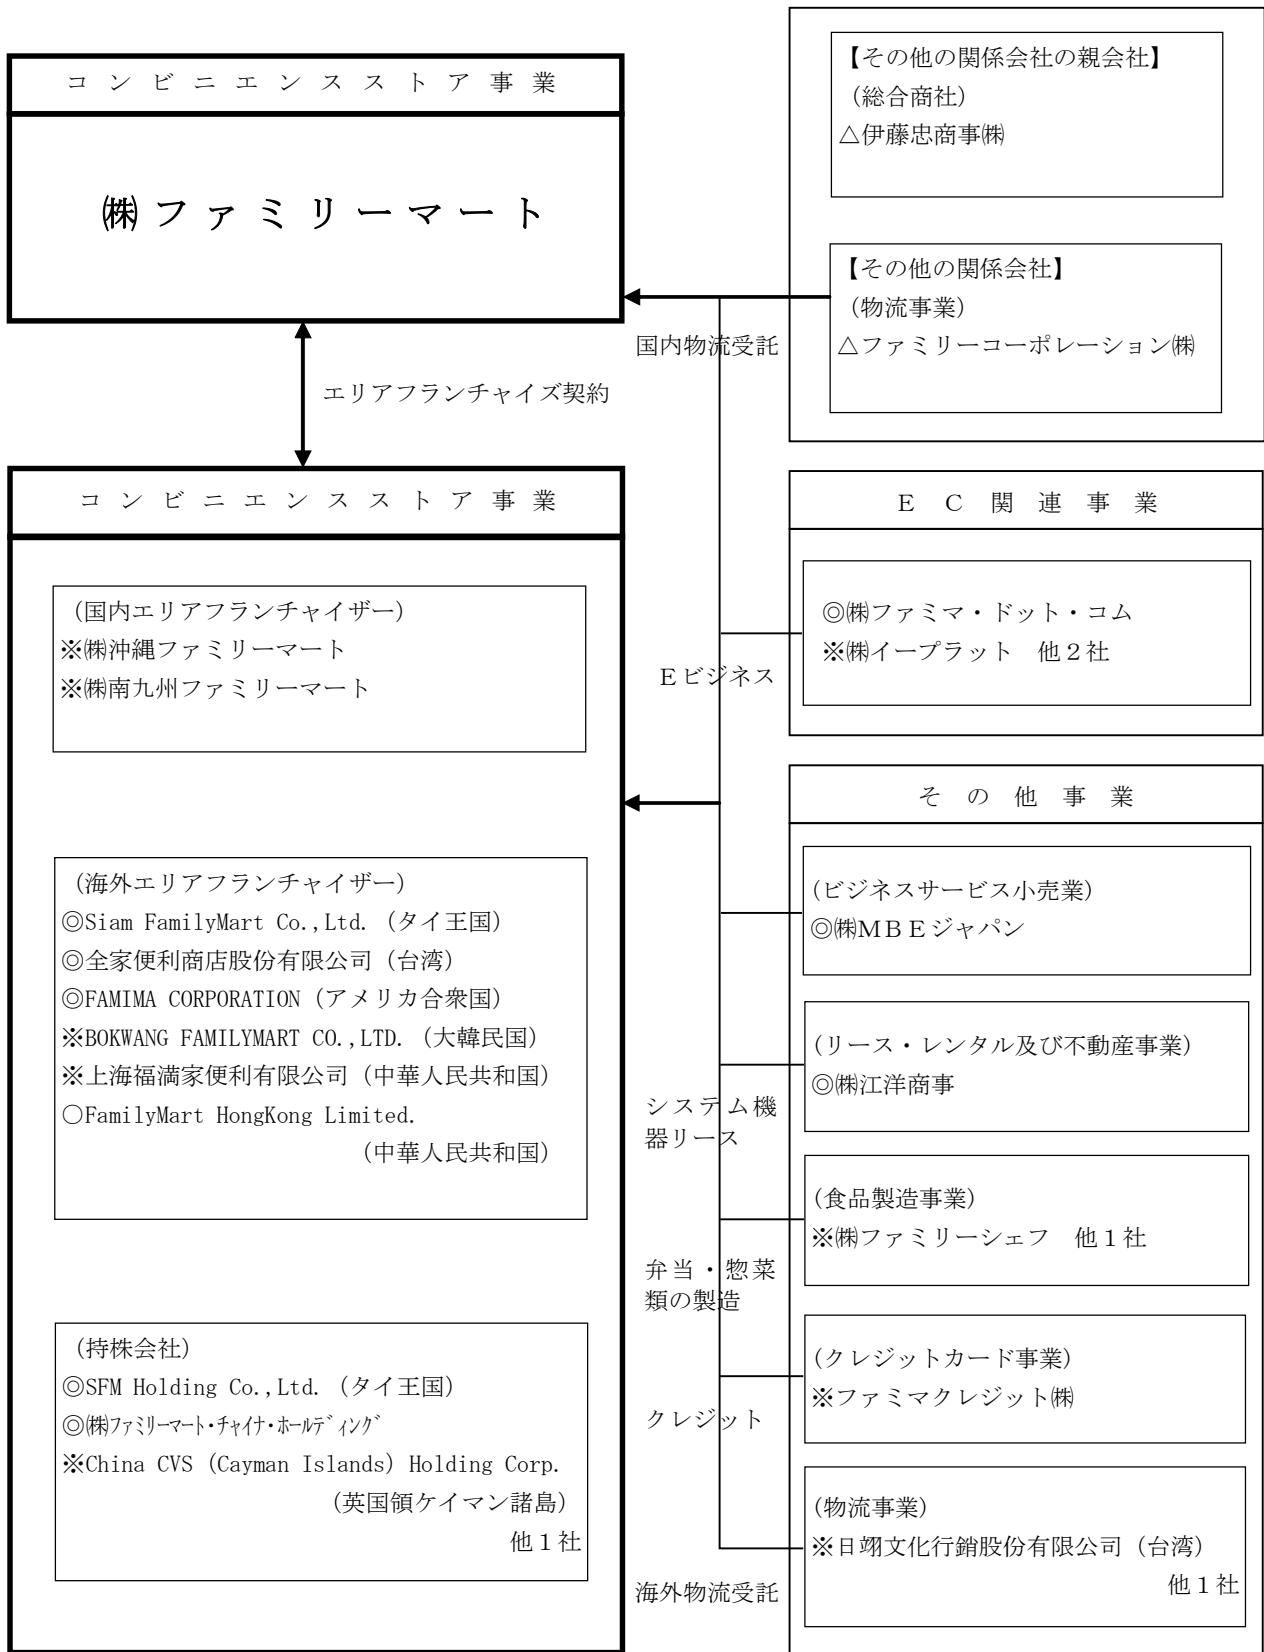 コンビニエンスストア事業
㈱ファミリーマート
エリアフランチャイズ契約
コンビニエンスストア事業
（国内エリアフランチャイザー）
※㈱沖縄ファミリーマート
※㈱南九州ファミリーマート
（海外エリアフランチャイザー）
◎Siam FamilyMart Co.,Ltd.（タイ王国）
◎全家便利商店股份有限公司（台湾）
◎FAMIMA CORPORATION（アメリカ合衆国）
※BOKWANG FAMILYMART CO.,LTD.（大韓民国）
※上海福満家便利有限公司（中華人民共和国）
○FamilyMart HongKong Limited.
（中華人民共和国）
（持株会社）
◎SFM Holding Co.,Ltd.（タイ王国）
◎㈱ﾌｧﾐﾘｰﾏｰﾄ･ﾁｬｲﾅ･ﾎｰﾙﾃﾞｨﾝｸﾞ
※China CVS (Cayman Islands) Holding Corp.
（英国領ケイマン諸島）
他１社
国内物流受託
Ｅビジネス
システム機
器リース
弁当・惣菜
類の製造
クレジット
海外物流受託
【その他の関係会社の親会社】
（総合商社）
△伊藤忠商事㈱
【その他の関係会社】
（物流事業）
△ファミリーコーポレーション㈱
ＥＣ関連事業
◎㈱ファミマ・ドット・コム
※㈱イープラット　他２社
その他事業
（ビジネスサービス小売業）
◎㈱ＭＢＥジャパン
（リース・レンタル及び不動産事業）
◎㈱江洋商事
（食品製造事業）
※㈱ファミリーシェフ　他１社
（クレジットカード事業）
※ファミマクレジット㈱
（物流事業）
※日翊文化行銷股份有限公司（台湾）
他１社